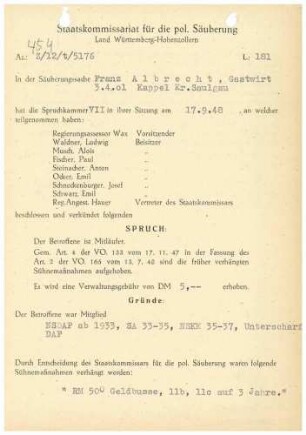 Staatskommissariat für die pol. Säuberung
Land Württemberg-Hohenzollern
454
Az.: 2/12/t/5176
L: 181
In der Säuberungssache Franz Albrecht, Gastwirt
3.4.01 Kappel Kr.Saulgau
hat die Spruchkammer VII in ihrer Sitzung am 17.9.48 , an welcher
teilgenommen haben:
Regierungsassessor Wax Vorsitzender
Waldner, Ludwig Beisitzer
Musch, Alois „
Fischer, Paul „
Steinacher, Anton „
Osker, Emil „
Schneckenburger, Josef „
Schwarz, Emil „
Reg.Angest. Hauer Vertreter des Staatskommissars
beschlossen und verkündet folgenden
SPRUCH:
Der Betroffene ist Mitläufer.
Gem. Art. 4 der VO. 133 vom 17. 11. 47 in der Fassung des
Art. 2 der VO. 165 vom 13. 7. 48 sind die früher verhängten
Sühnemaßnahmen aufgehoben.
Es wird eine Verwaltungsgebühr von DM 5,-- erhoben.
Gründe:
Der Betroffene war Mitglied
NSDAP ab 1933, SA 33-35, NSKK 35-37, Unterscharf
DAF
Durch Entscheidung des Staatskommissars für die pol. Säuberung waren folgende
Sühnemaßnahmen verhängt worden:
" RM 500 Geldbusse, 11b, 11c auf 3 Jahre."